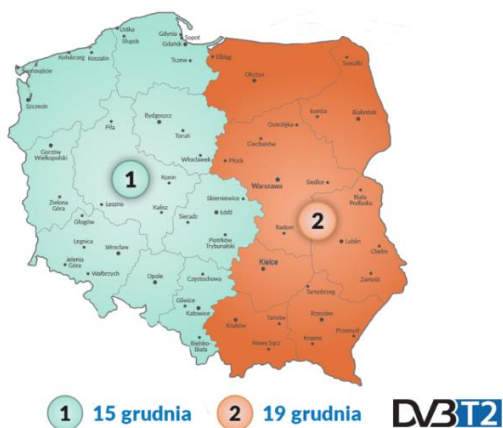 Ustka
Słupsk
Gdynia
Sopot
Gdańsk
Kołobrzeg
Koszalin
Tczew
Elbląg
Suwałki
Olsztyn
Szczecin
Piła
Bydgoszcz
Toruń
Ostrołęka
Łomża
Białystok
Ciechanów
Gorzów
Wielkopolski
Włocławek
Płock
1
Konin
Warszawa
Siedlce
Biała
Podlaska
Zielona
Góra
Leszno
Kalisz
Skierniewice
Łódź
Sieradz
2
Głogów
Radom
Lublin
Chełm
Piotrków
Trybunalski
Legnica
Wrocław
Jelenia
Góra
Wałbrzych
Opole
Częstochowa
Kielce
Zamość
Tarnobrzeg
Gliwice
Katowice
Kraków
Tarnów
Rzeszów
Przemyśl
Bielsko-
Biała
Nowy Sącz
Krosno
1 15 grudnia 2 19 grudnia DVB T2